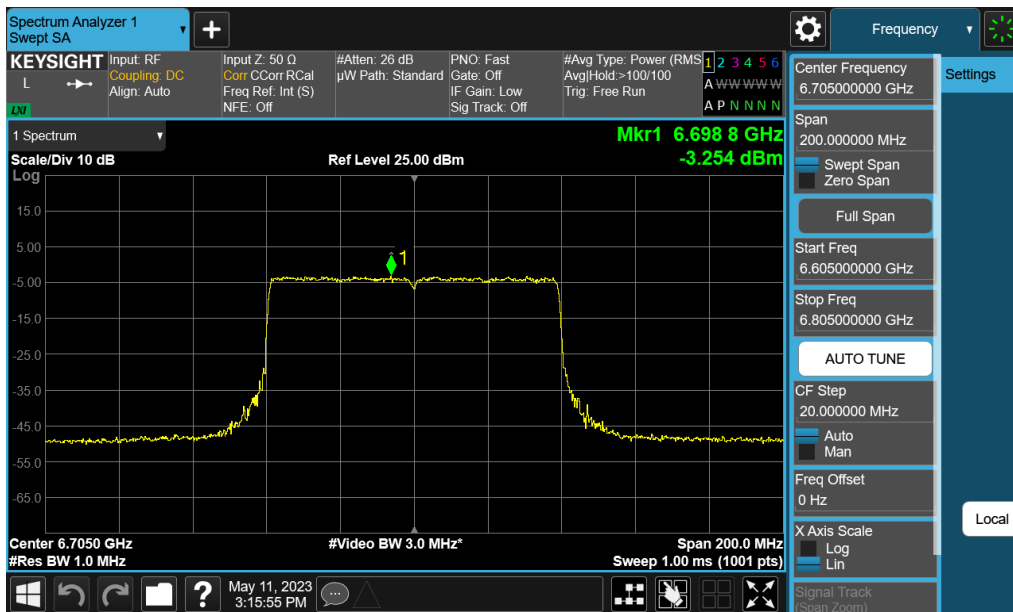 Spectrum Analyzer 1
Swept SA
Frequency
KEYSIGHT
L
LXI
Input: RF
Coupling: DC
Align: Auto
Input Z: 50 Ω
Corr CCorr RCal
Freq Ref: Int (S)
NFE: Off
#Atten: 26 dB
µW Path: Standard
PNO: Fast
Gate: Off
IF Gain: Low
Sig Track: Off
#Avg Type: Power (RMS
Avg|Hold:>100/100
Trig: Free Run
1 2 3 4 5 6
A W W W W W
A P N N N N
1 Spectrum
Scale/Div 10 dB
Log
Ref Level 25.00 dBm
Mkr1 6.698 8 GHz
-3.254 dBm
15.0
5.00
-5.00
-15.0
-25.0
-35.0
-45.0
-55.0
-65.0
1
Center 6.7050 GHz
#Res BW 1.0 MHz
#Video BW 3.0 MHz*
Span 200.0 MHz
Sweep 1.00 ms (1001 pts)
Center Frequency
6.705000000 GHz
Span
200.000000 MHz
Swept Span
Zero Span
Full Span
Start Freq
6.605000000 GHz
Stop Freq
6.805000000 GHz
AUTO TUNE
CF Step
20.000000 MHz
Auto
Man
Freq Offset
0 Hz
X Axis Scale
Log
Lin
Signal Track
(Span Zoom)
Settings
Local
?
May 11, 2023
3:15:55 PM